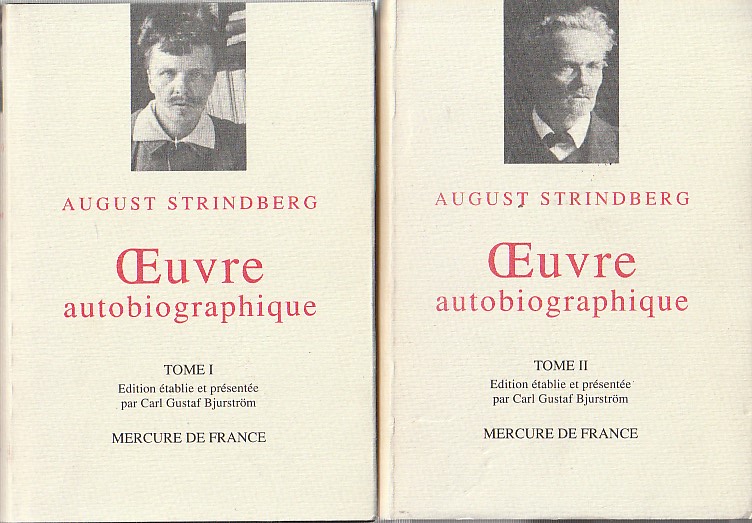 AUGUST STRINDBERG
Œuvre
autobiographique
TOME I
Edition établie et présentée
par Carl Gustaf Bjurström
MERCURE DE FRANCE
AUGUST STRINDBERG
Œuvre
autobiographique
TOME II
Edition établie et présentée
par Carl Gustaf Bjurström
MERCURE DE FRANCE